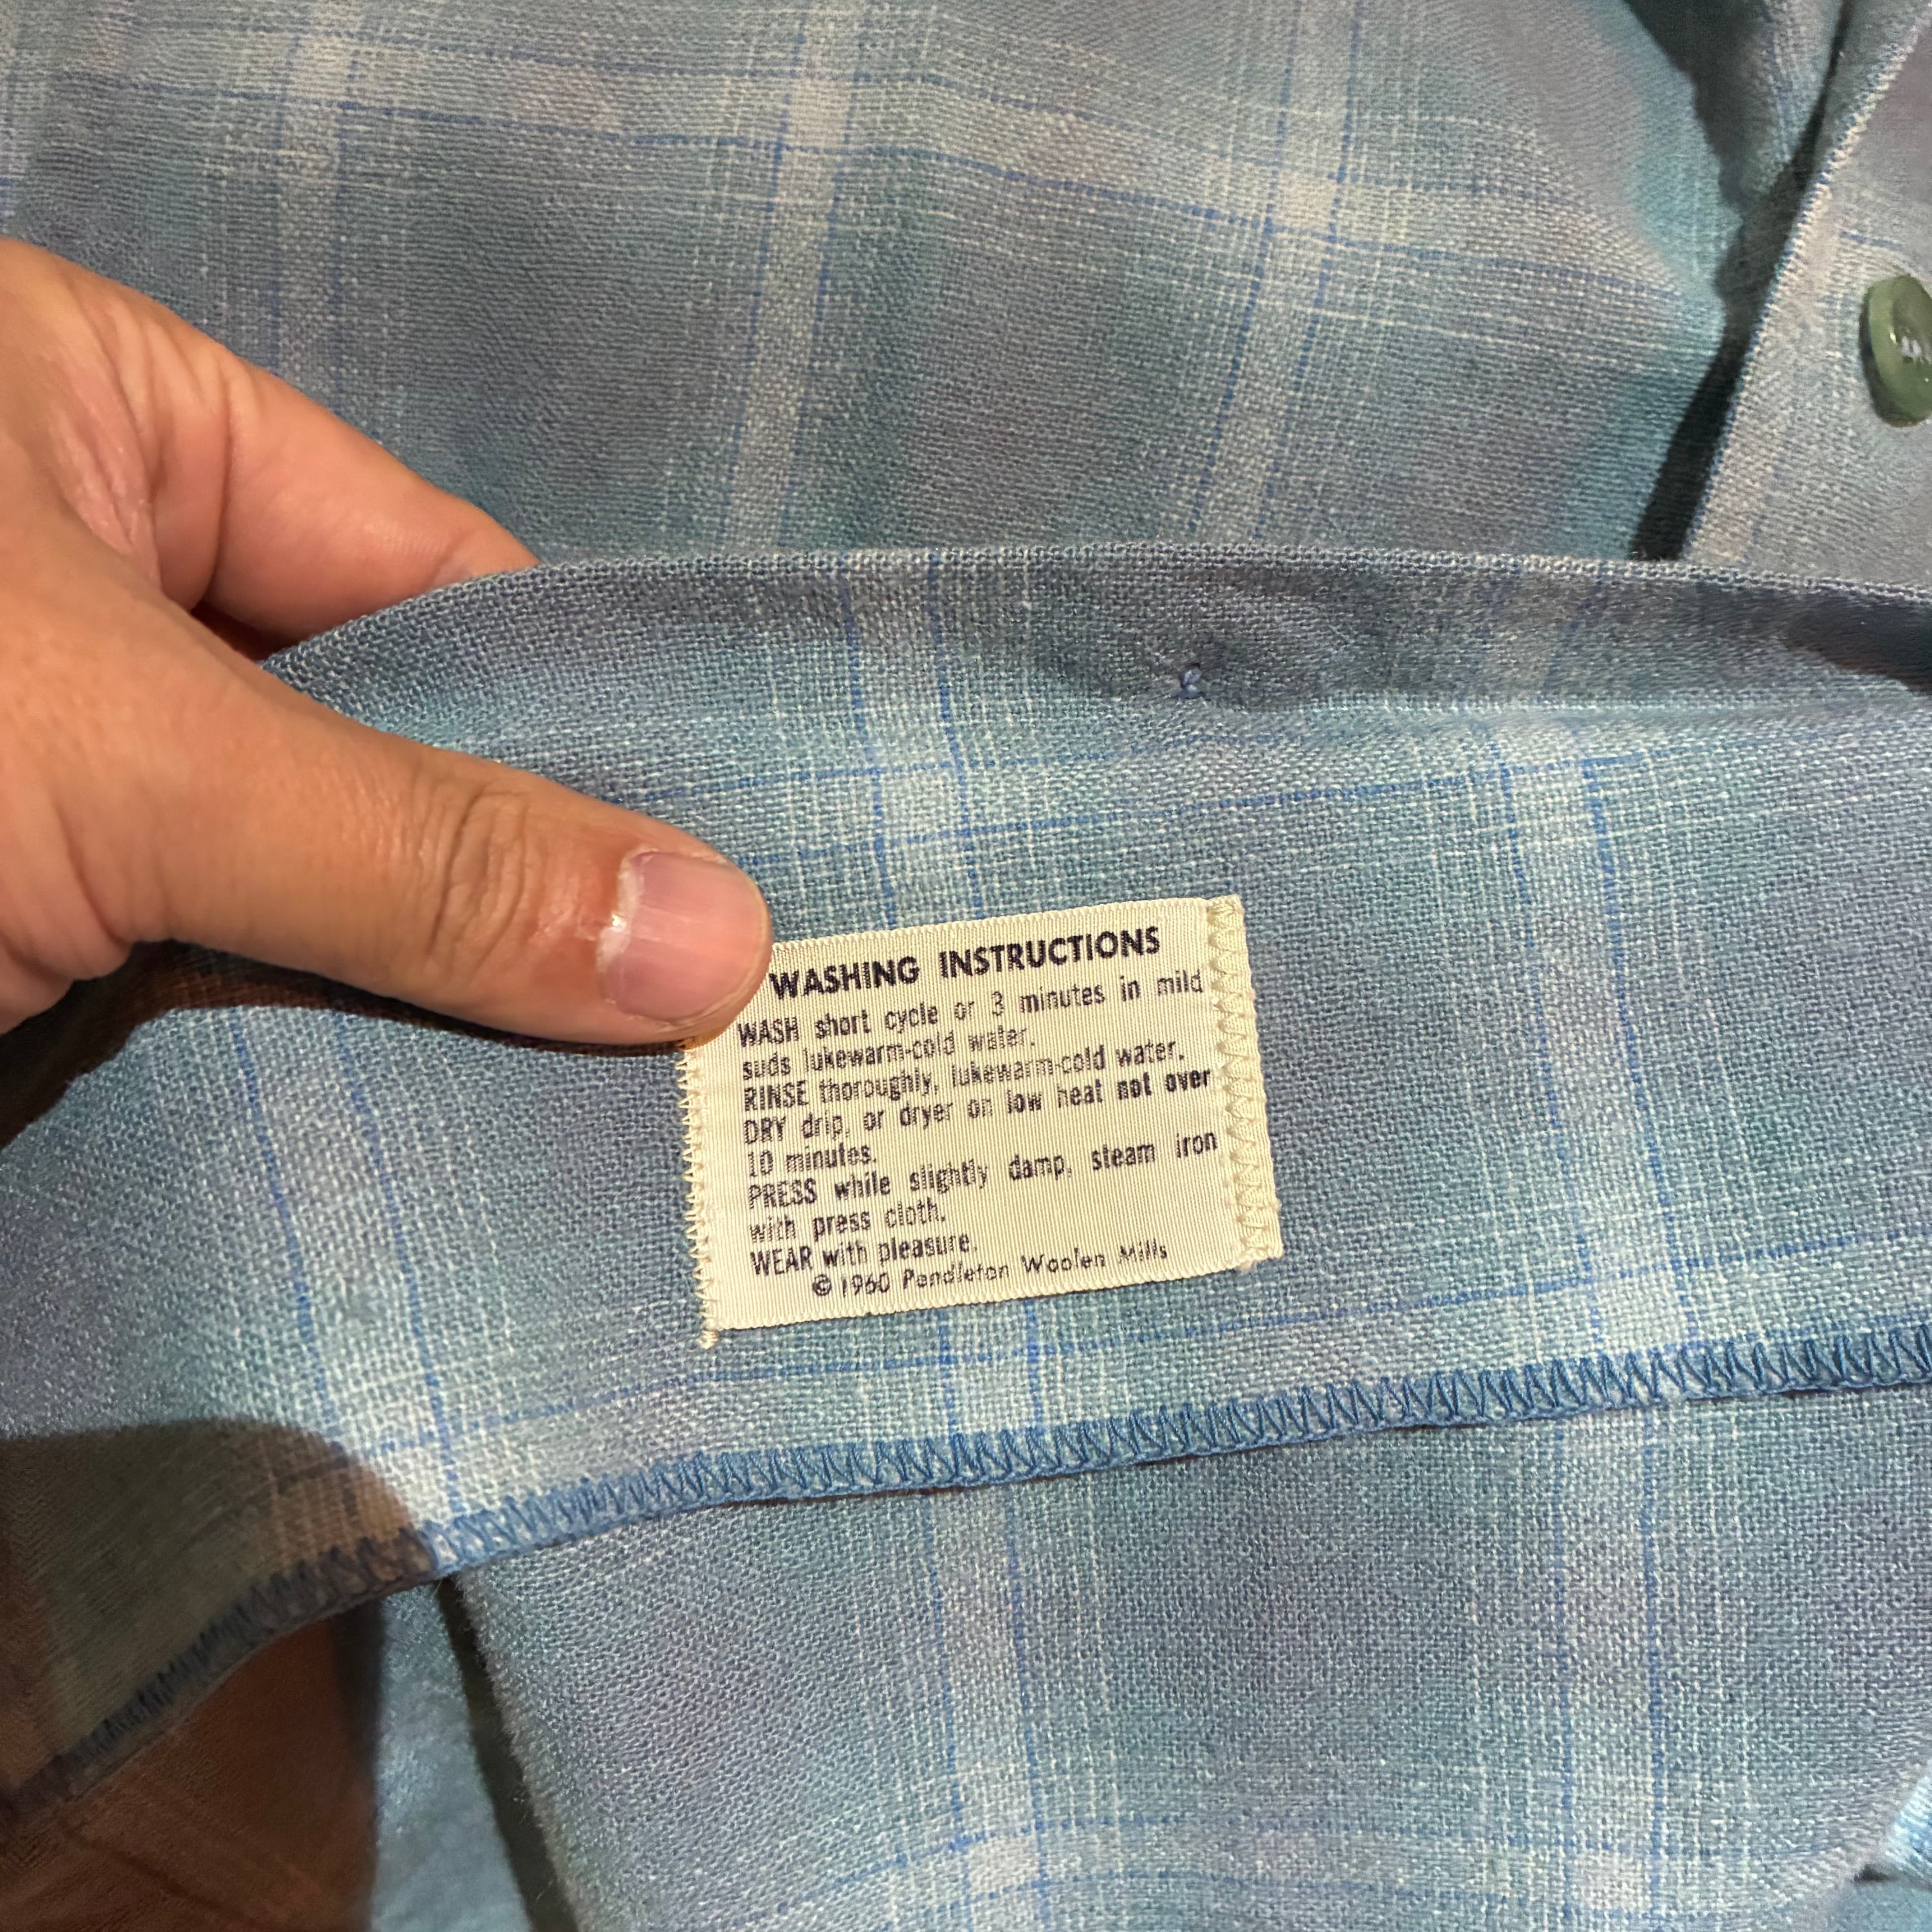 WASHING INSTRUCTIONS
WASH short cycle or 3 minutes in mild
suds lukewarm-cold water.
RINSE thoroughly, lukewarm-cold water.
DRY drip, or dryer on low heat not over
10 minutes.
PRESS while slightly damp, steam iron
with press cloth.
WEAR with pleasure.
© 1960 Pendleton Woolen Mills